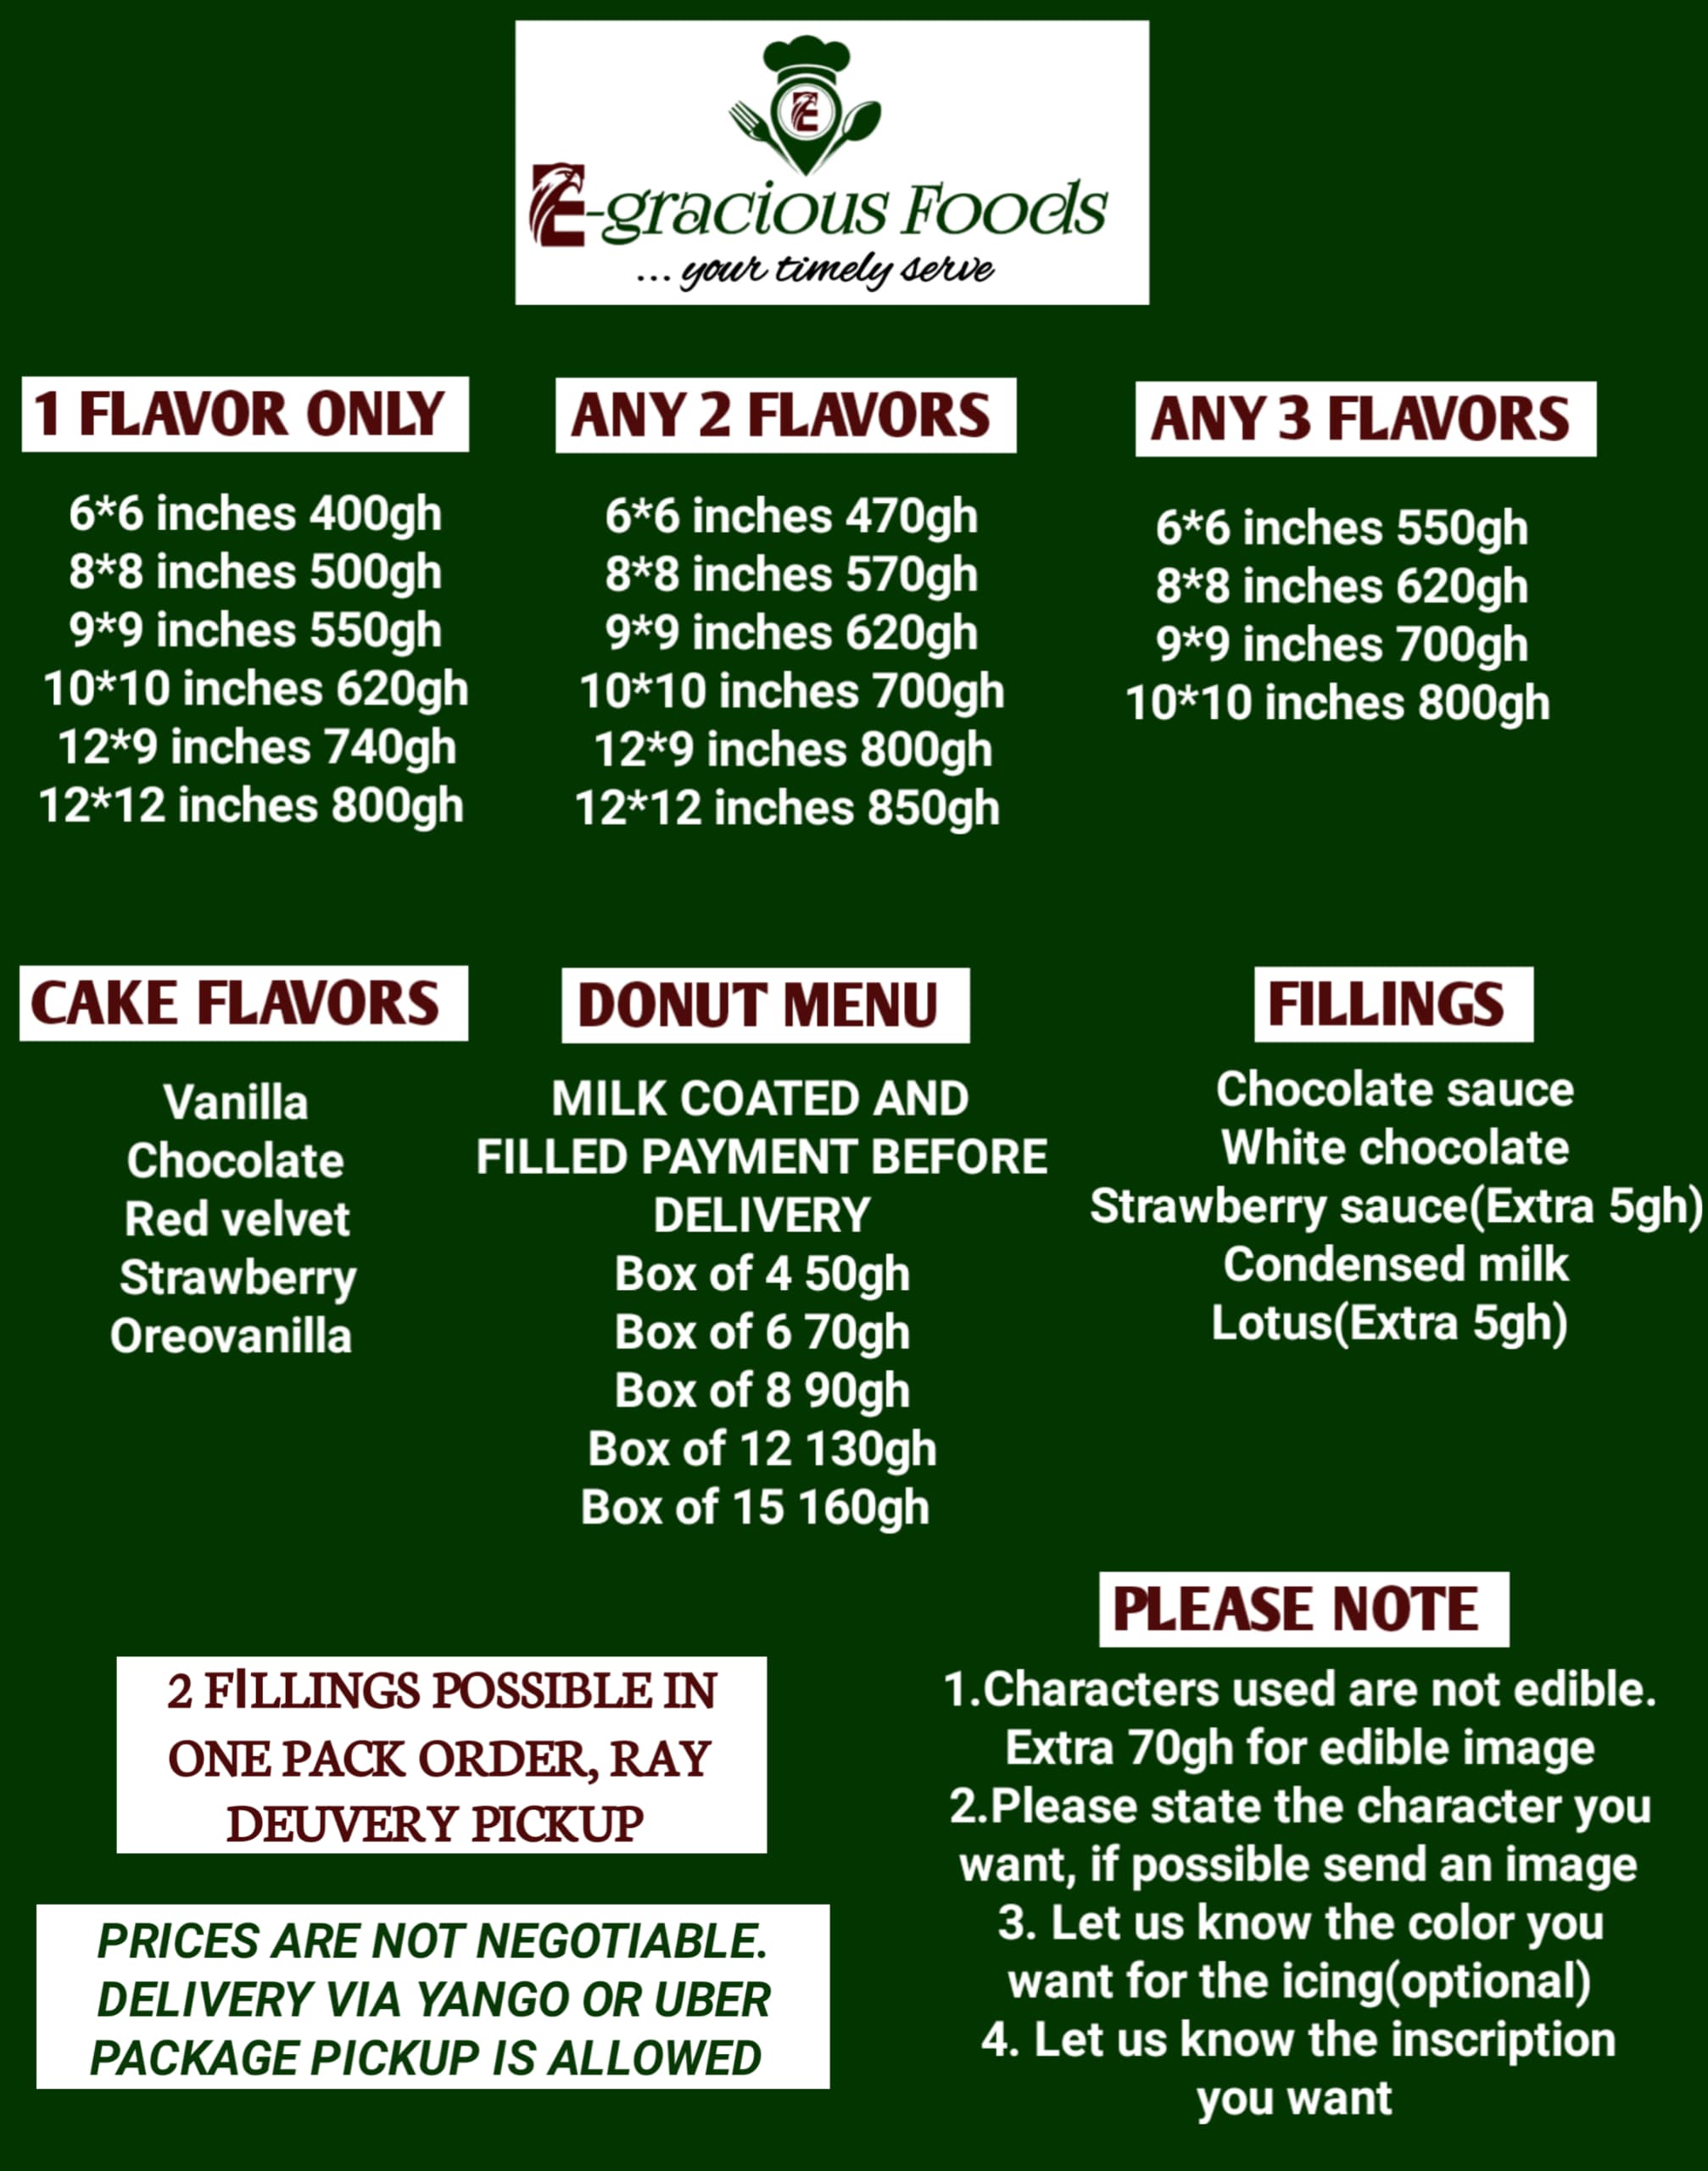 E-gracious Foods
... your timely serve
1 FLAVOR ONLY
6*6 inches 400gh
8*8 inches 500gh
9*9 inches 550gh
10*10 inches 620gh
12*9 inches 740gh
12*12 inches 800gh
ANY 2 FLAVORS
6*6 inches 470gh
8*8 inches 570gh
9*9 inches 620gh
10*10 inches 700gh
12*9 inches 800gh
12*12 inches 850gh
ANY 3 FLAVORS
6*6 inches 550gh
8*8 inches 620gh
9*9 inches 700gh
10*10 inches 800gh
CAKE FLAVORS
Vanilla
Chocolate
Red velvet
Strawberry
Oreovanilla
DONUT MENU
MILK COATED AND
FILLED PAYMENT BEFORE
DELIVERY
Box of 4 50gh
Box of 6 70gh
Box of 8 90gh
Box of 12 130gh
Box of 15 160gh
FILLINGS
Chocolate sauce
White chocolate
Strawberry sauce(Extra 5gh)
Condensed milk
Lotus(Extra 5gh)
2 FILLINGS POSSIBLE IN
ONE PACK ORDER, RAY
DEUVERY PICKUP
PRICES ARE NOT NEGOTIABLE.
DELIVERY VIA YANGO OR UBER
PACKAGE PICKUP IS ALLOWED
PLEASE NOTE
1.Characters used are not edible.
Extra 70gh for edible image
2.Please state the character you
want, if possible send an image
3. Let us know the color you
want for the icing(optional)
4. Let us know the inscription
you want